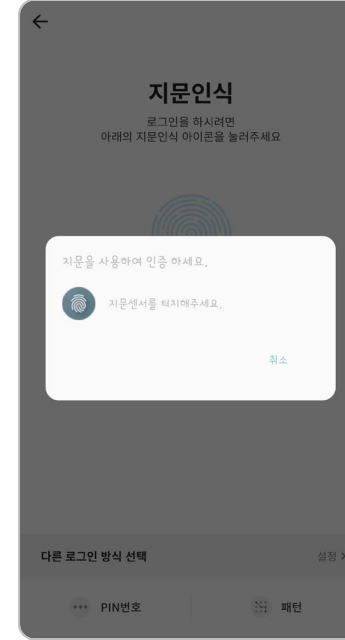 지문인식
로그인을 하시려면
아래의 지문인식 아이콘을 눌러주세요
지문을 사용하여 인증 하세요.
지문센서를 터치해주세요.
취소
다른 로그인 방식 선택
설정
PIN번호
패턴